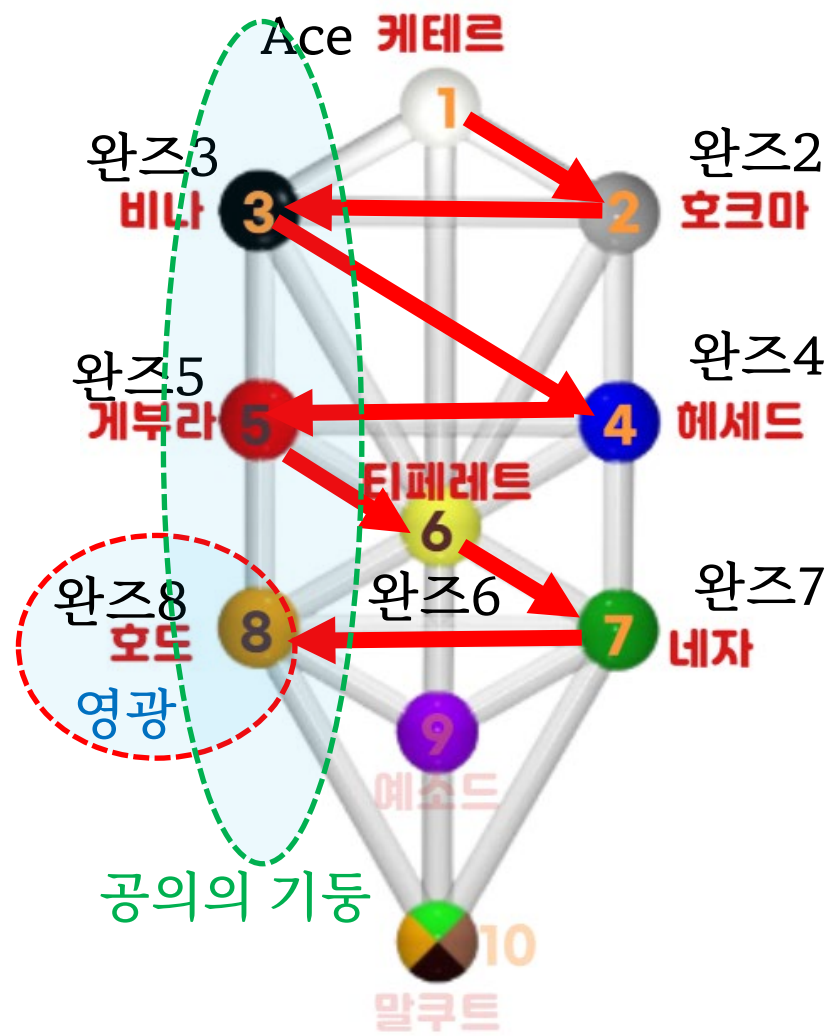 Ace 케테르
1
완즈3
완즈2
비나
3
2
호크마
완즈5
완즈4
게부라
5
4
헤세드
티페레트
6
완즈8
완즈6
완즈7
호드
8
7
네자
영광
9
예소드
공의의 기둥
10
말쿠트